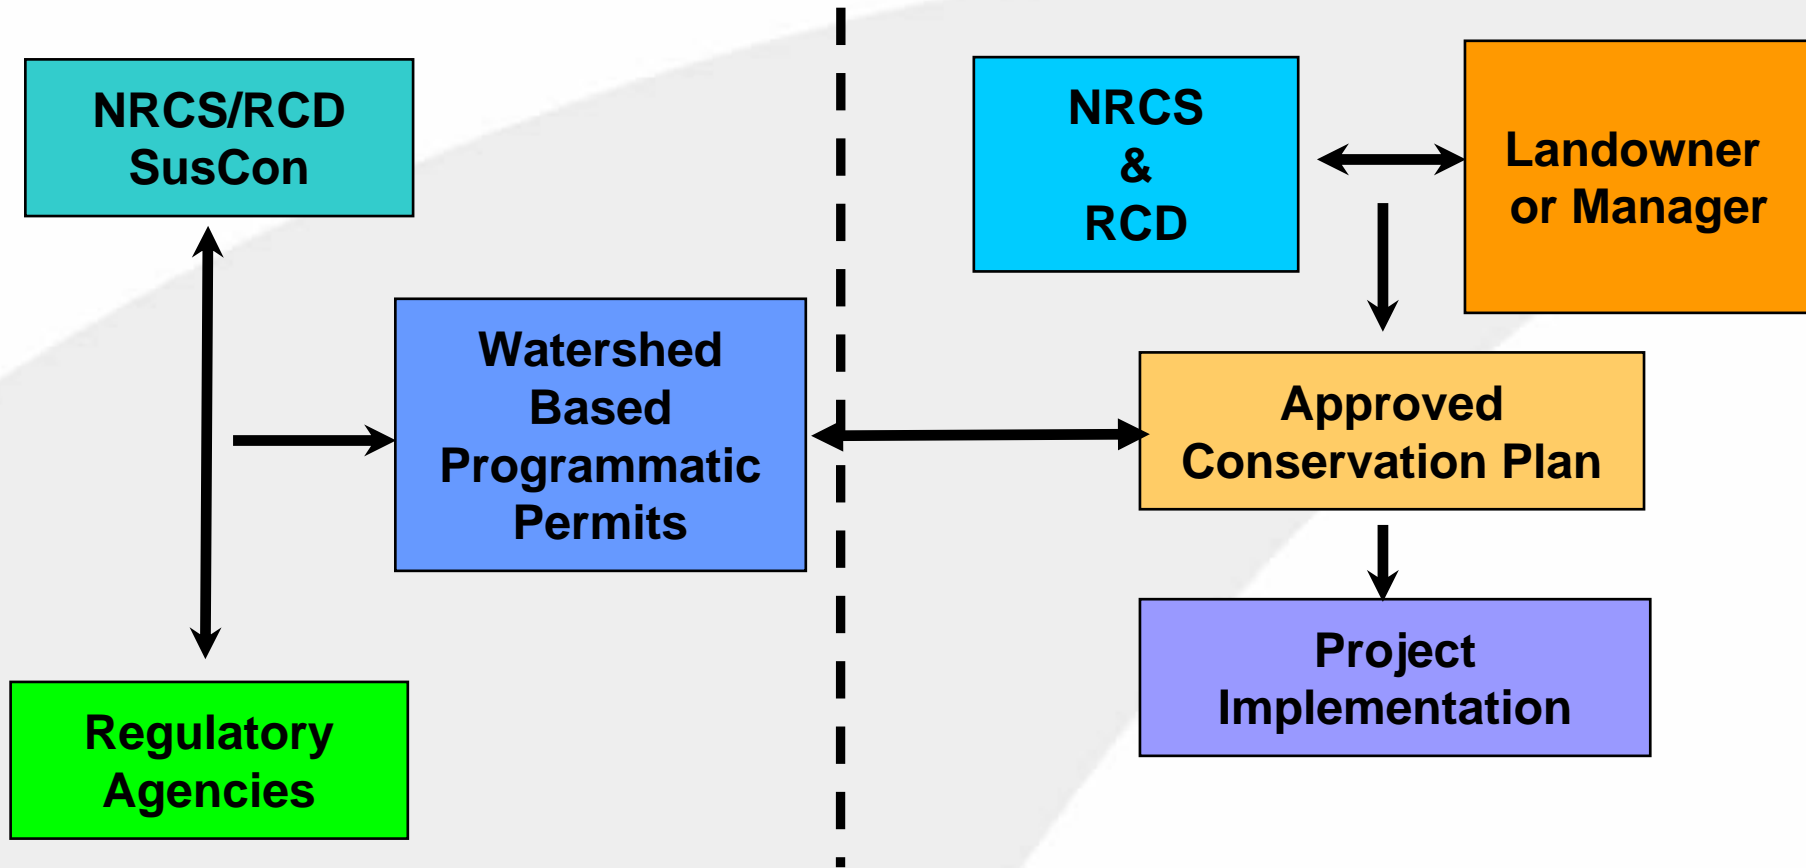 NRCS/RCD
SusCon
Regulatory
Agencies
Watershed
Based
Programmatic
Permits
NRCS
&
RCD
Landowner
or Manager
Approved
Conservation Plan
Project
Implementation